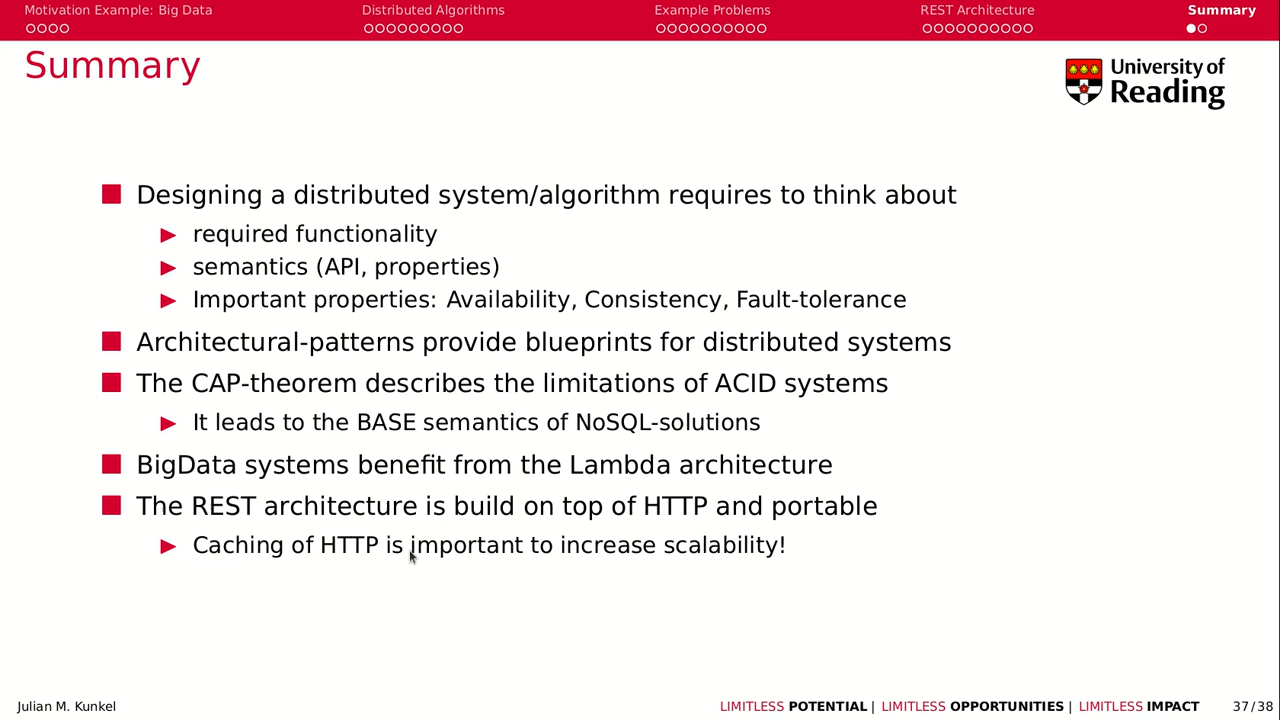 Motivation Example: Big Data
Distributed Algorithms
Example Problems
REST Architecture
Summary
Summary
University of
Reading
Designing a distributed system/algorithm requires to think about
required functionality
semantics (API, properties)
Important properties: Availability, Consistency, Fault-tolerance
Architectural-patterns provide blueprints for distributed systems
The CAP-theorem describes the limitations of ACID systems
It leads to the BASE semantics of NoSQL-solutions
BigData systems benefit from the Lambda architecture
The REST architecture is build on top of HTTP and portable
Caching of HTTP is important to increase scalability!
Julian M. Kunkel
LIMITLESS POTENTIAL | LIMITLESS OPPORTUNITIES | LIMITLESS IMPACT
37/38